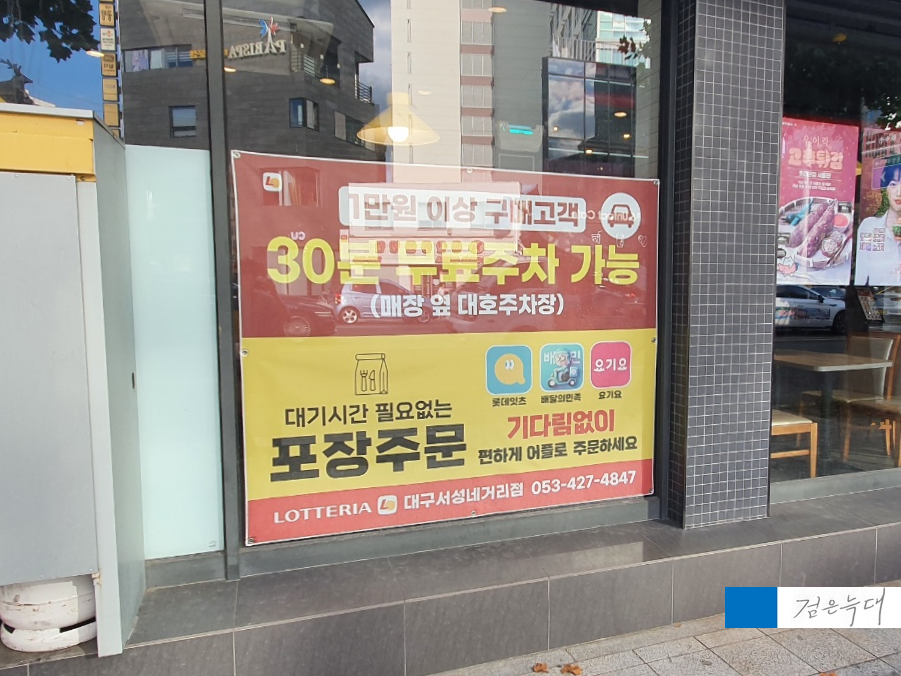 1만원 이상 구매고객
30분 무료주차 가능
(매장 옆 대호주차장)
대기시간 필요없는
포장주문
롯데잇츠
배달의민족
요기요
요기요
기다림없이
편하게 어플로 주문하세요
LOTTERIA 대구서성네거리점 053-427-4847
검은늑대